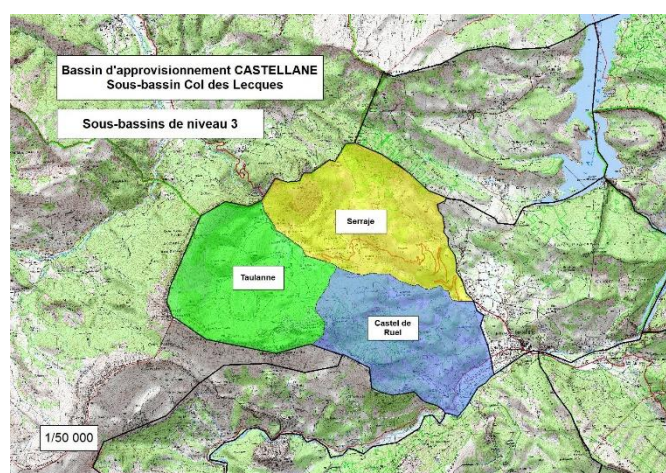 Bassin d'approvisionnement CASTELLANE
Sous-bassin Col des Lecques
Sous-bassins de niveau 3
Serraje
Taulanne
Castel de
Ruel
1/50 000